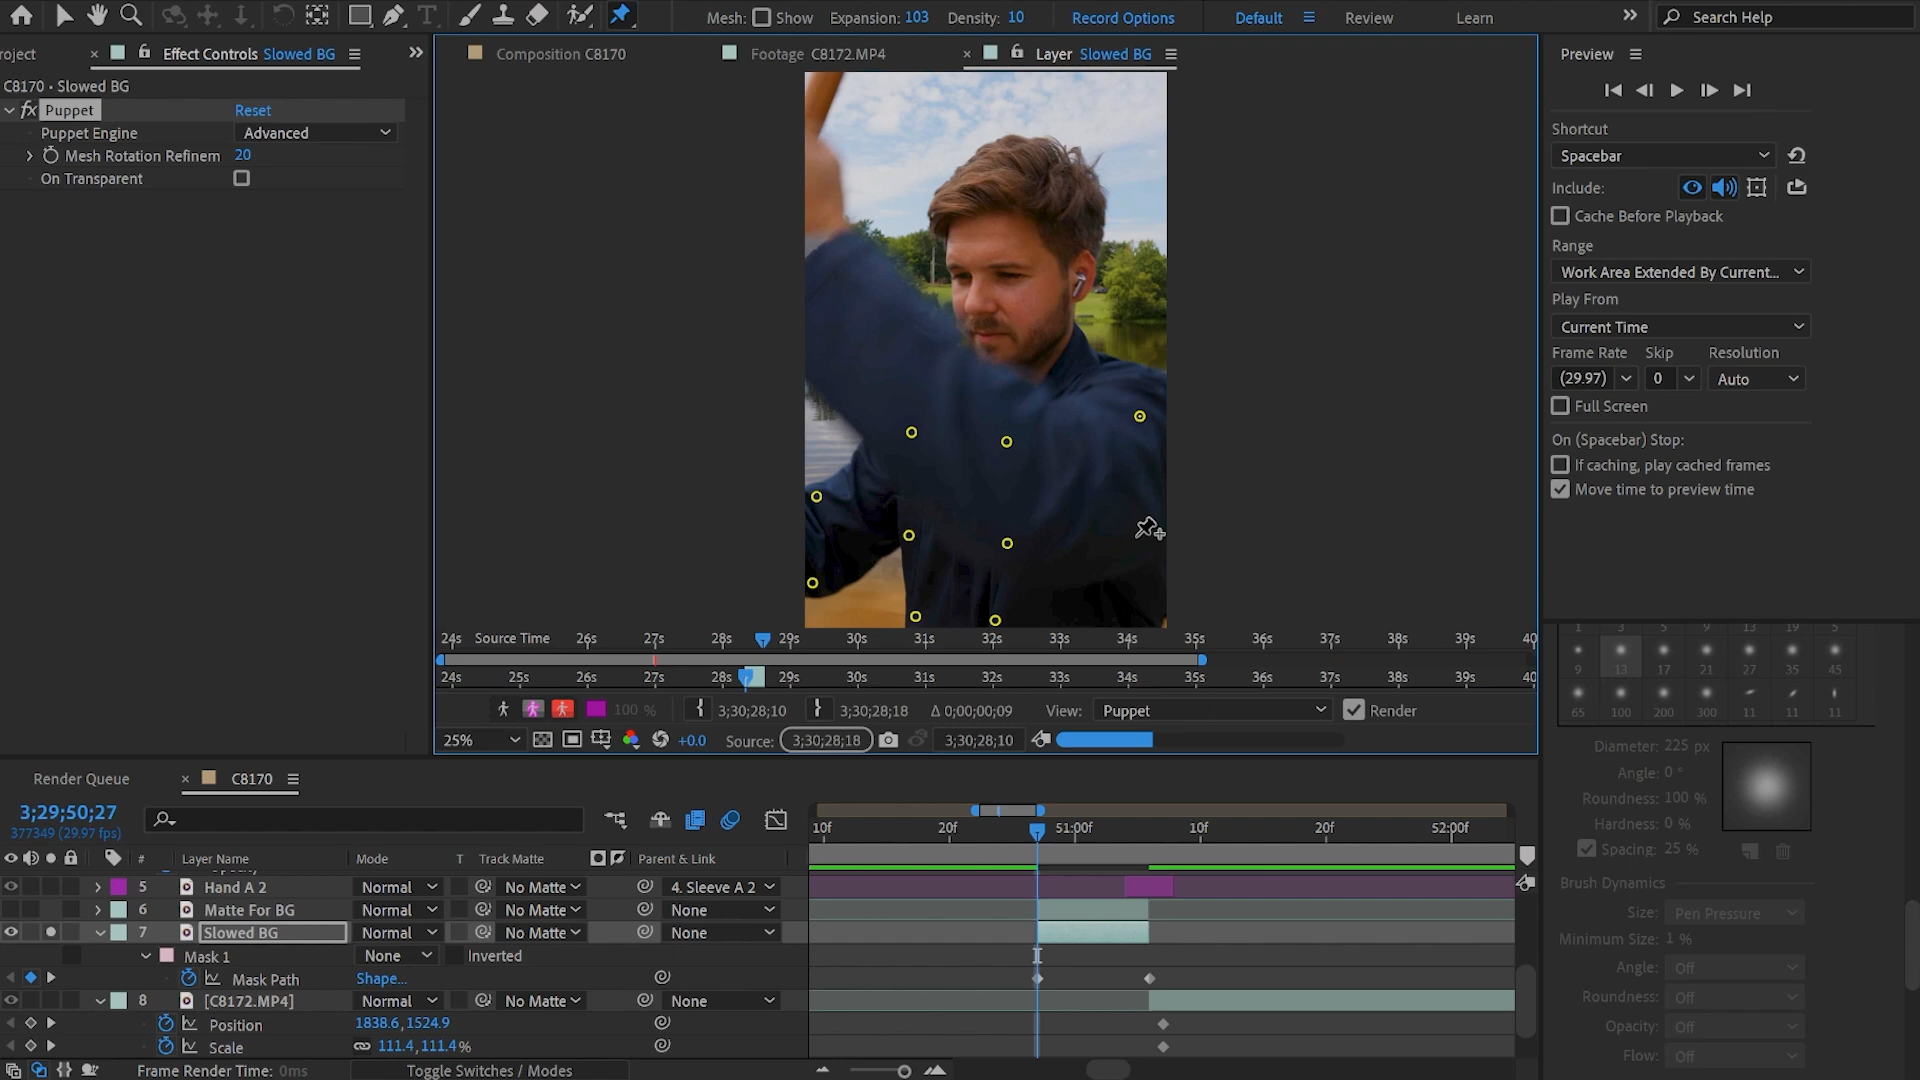 Mesh: Show Expansion: 103 Density: 10 Record Options Default Review Learn Search Help
roject Effect Controls Slowed BG
C8170 • Slowed BG
fx Puppet Reset
Puppet Engine Advanced
Mesh Rotation Refinem 20
On Transparent
Composition C8170 Footage C8172.MP4 Layer Slowed BG
24s Source Time 26s 27s 28s 29s 30s 31s 32s 33s 34s 35s 36s 37s 38s 39s 40
24s 25s 26s 27s 28s 29s 30s 31s 32s 33s 34s 35s 36s 37s 38s 39s 40
100 % 3;30;28;10 3;30;28;18 Δ 0;00;00;09 View: Puppet Render
25% +0.0 Source: 3;30;28;18 3;30;28;10
Preview
Shortcut
Spacebar
Include:
Cache Before Playback
Range
Work Area Extended By Current...
Play From
Current Time
Frame Rate Skip Resolution
(29.97) 0 Auto
Full Screen
On (Spacebar) Stop:
If caching, play cached frames
Move time to preview time
1 3 5 9 13 19 5
9 13 17 21 27 35 45
65 100 200 300 11 11 11
Diameter: 225 px
Angle: 0 °
Roundness: 100 %
Hardness: 0 %
Spacing: 25 %
Brush Dynamics
Size: Pen Pressure
Minimum Size: 1 %
Angle: Off
Roundness: Off
Opacity: Off
Flow: Off
Render Queue C8170
3;29;50;27
377349 (29.97 fps)
10f 20f 51:00f 10f 20f 52:00f
# Layer Name Mode T Track Matte Parent & Link
Opacity
5 Hand A 2 Normal No Matte 4. Sleeve A 2
6 Matte For BG Normal No Matte None
7 Slowed BG Normal No Matte None
Mask 1 None Inverted
Mask Path Shape...
8 [C8172.MP4] Normal No Matte None
Position 1838.6, 1524.9
Scale 111.4, 111.4 %
Frame Render Time: 0ms Toggle Switches / Modes